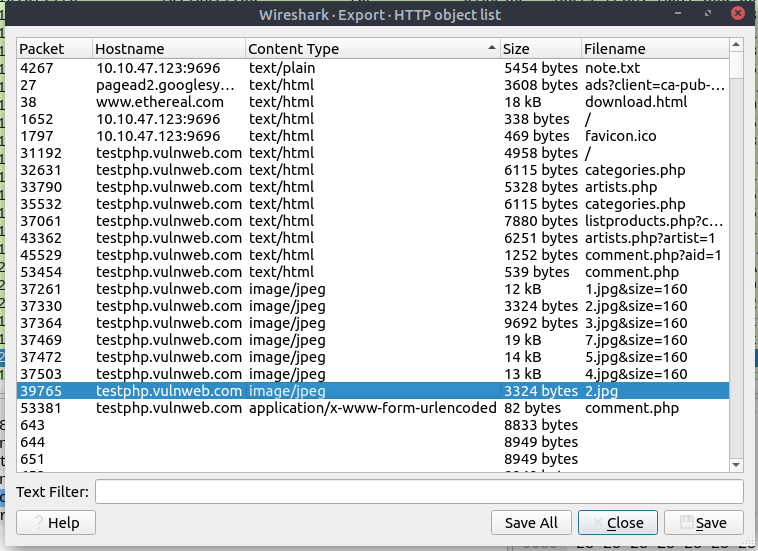 Wireshark · Export · HTTP object list
Packet Hostname Content Type Size Filename
4267 10.10.47.123:9696 text/plain 5454 bytes note.txt
27 pagead2.googlesy… text/html 3608 bytes ads?client=ca-pub-…
38 www.ethereal.com text/html 18 kB download.html
1652 10.10.47.123:9696 text/html 338 bytes /
1797 10.10.47.123:9696 text/html 469 bytes favicon.ico
31192 testphp.vulnweb.com text/html 4958 bytes /
32631 testphp.vulnweb.com text/html 6115 bytes categories.php
33790 testphp.vulnweb.com text/html 5328 bytes artists.php
35532 testphp.vulnweb.com text/html 6115 bytes categories.php
37061 testphp.vulnweb.com text/html 7880 bytes listproducts.php?c…
43362 testphp.vulnweb.com text/html 6251 bytes artists.php?artist=1
45529 testphp.vulnweb.com text/html 1252 bytes comment.php?aid=1
53454 testphp.vulnweb.com text/html 539 bytes comment.php
37261 testphp.vulnweb.com image/jpeg 12 kB 1.jpg&size=160
37330 testphp.vulnweb.com image/jpeg 3324 bytes 2.jpg&size=160
37364 testphp.vulnweb.com image/jpeg 9692 bytes 3.jpg&size=160
37469 testphp.vulnweb.com image/jpeg 19 kB 7.jpg&size=160
37472 testphp.vulnweb.com image/jpeg 14 kB 5.jpg&size=160
37503 testphp.vulnweb.com image/jpeg 13 kB 4.jpg&size=160
39765 testphp.vulnweb.com image/jpeg 3324 bytes 2.jpg
53381 testphp.vulnweb.com application/x-www-form-urlencoded 82 bytes comment.php
643 8833 bytes
644 8949 bytes
651 8949 bytes
Text Filter:
? Help Save All Close Save